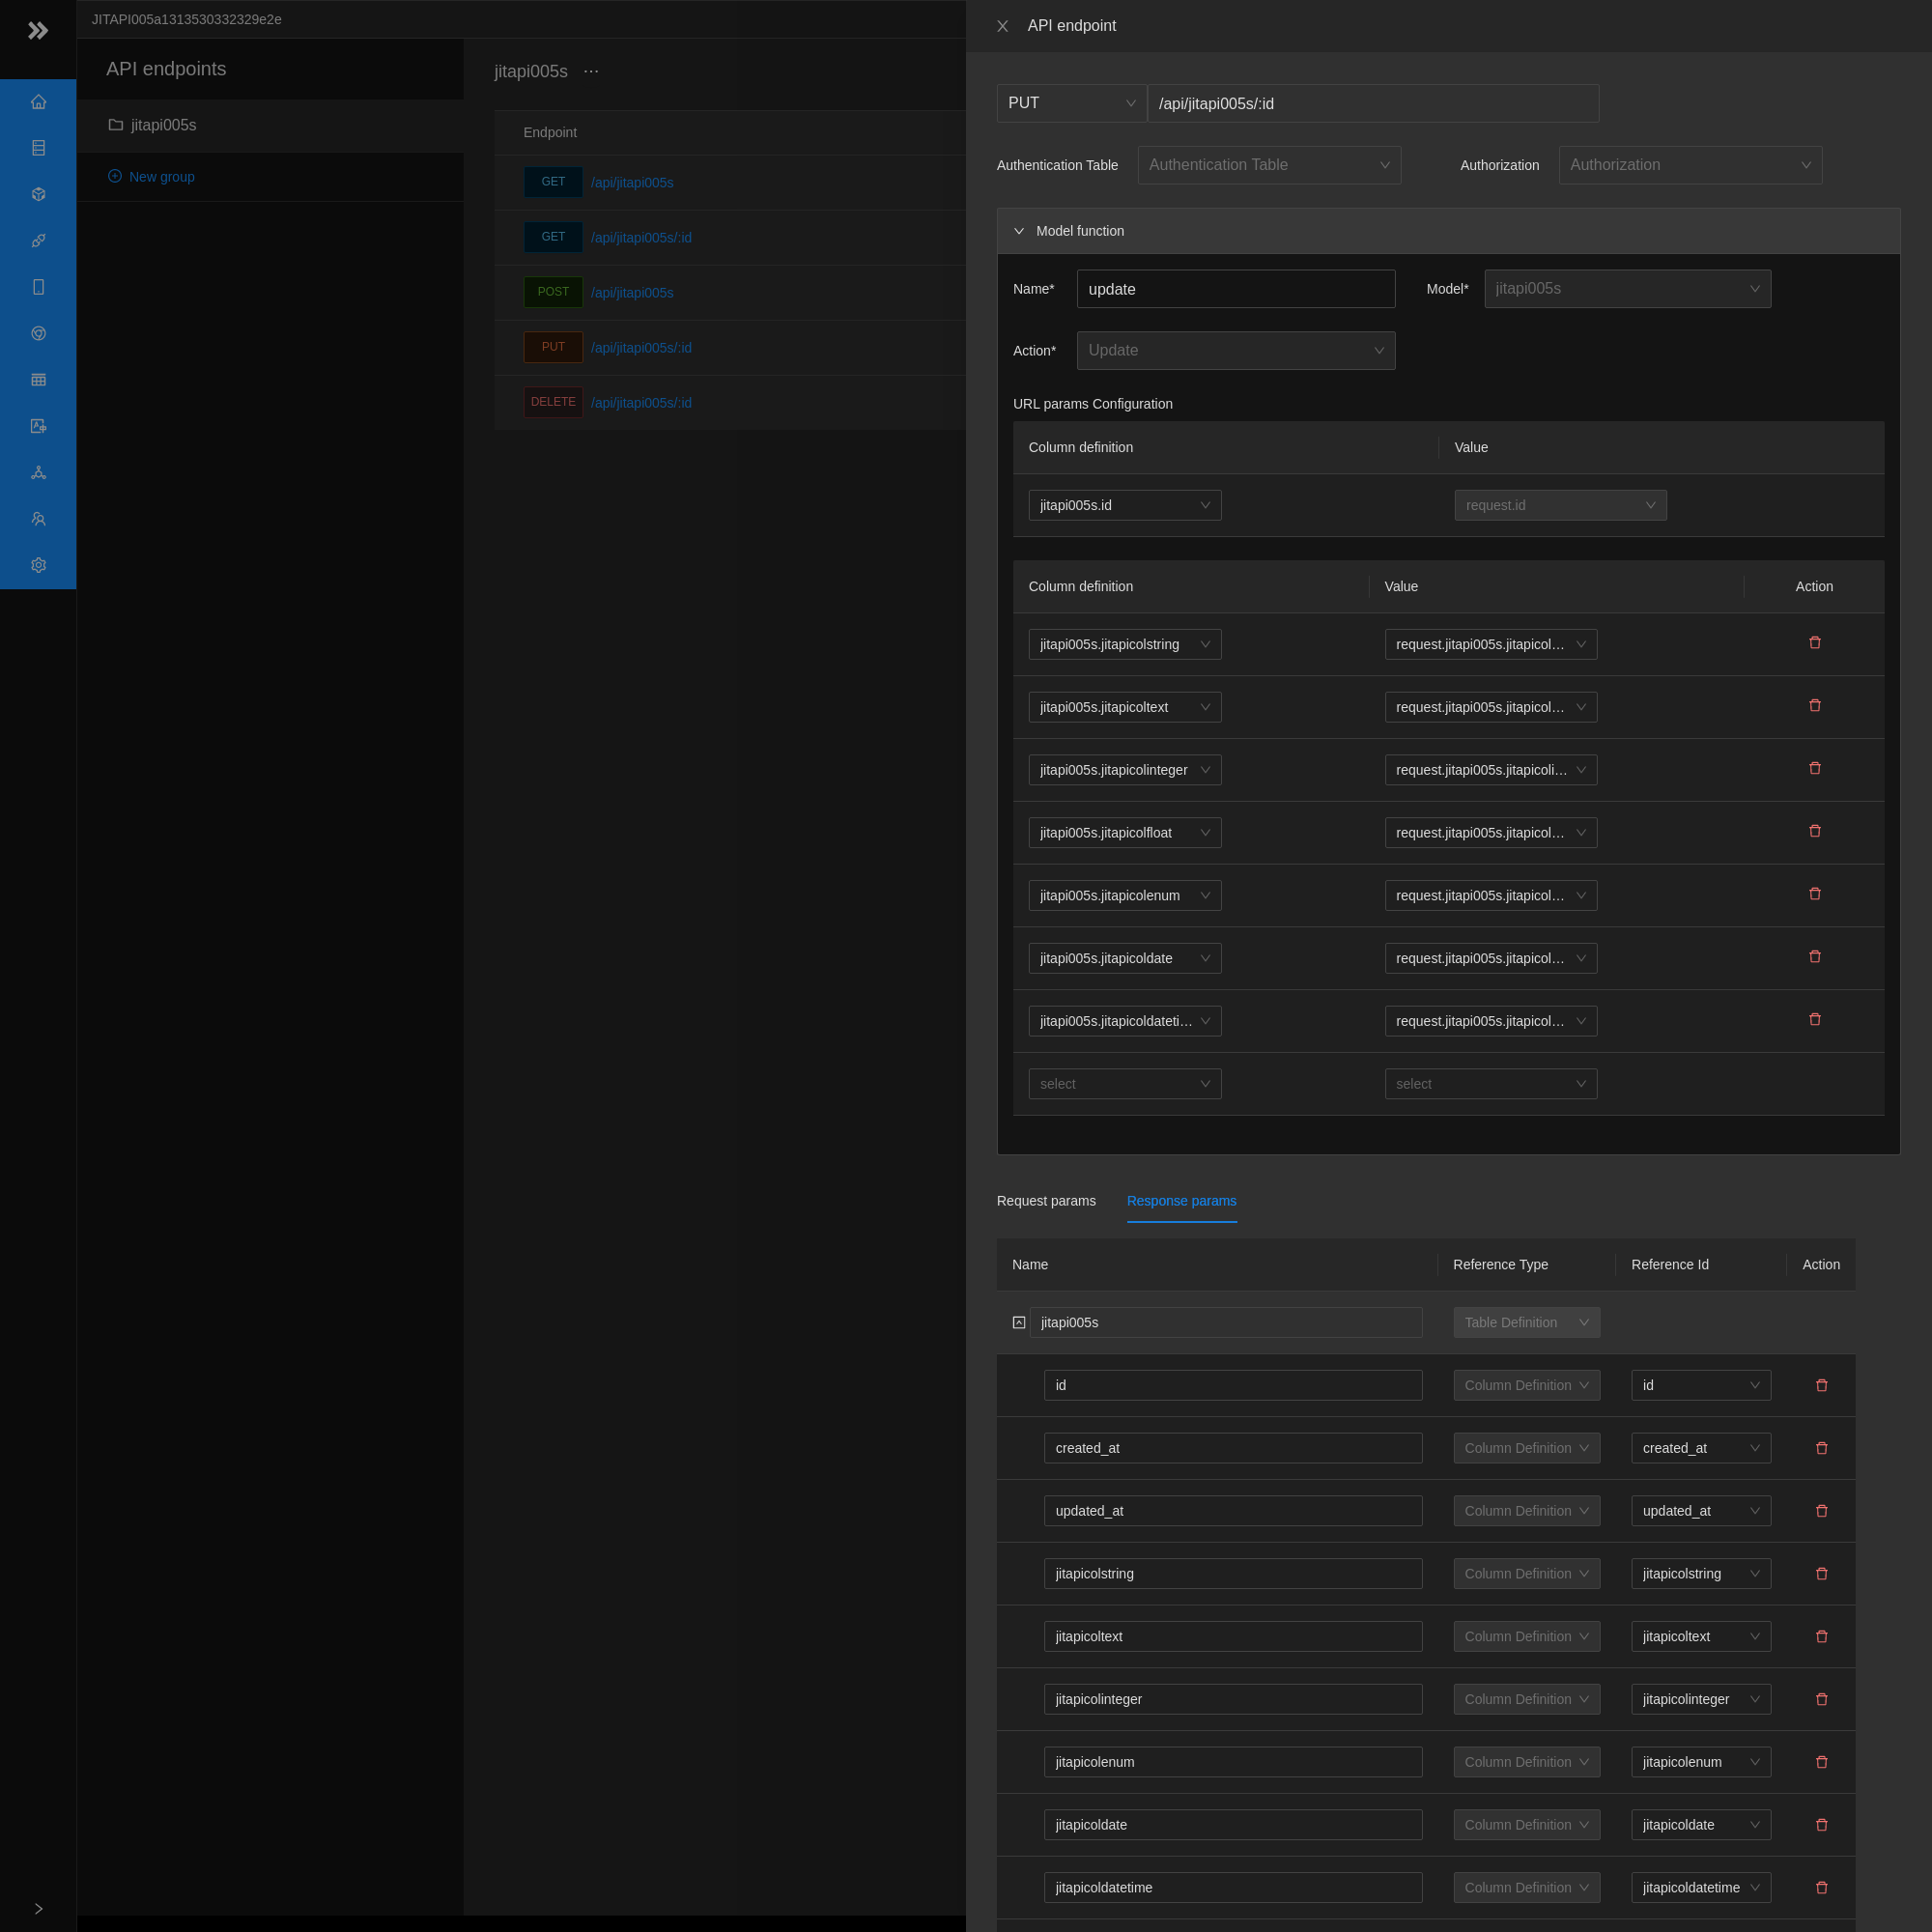 JITAPI005a1313530332329e2e
API endpoints
jitapi005s
New group
jitapi005s ···
Endpoint
GET /api/jitapi005s
GET /api/jitapi005s/:id
POST /api/jitapi005s
PUT /api/jitapi005s/:id
DELETE /api/jitapi005s/:id
API endpoint
PUT /api/jitapi005s/:id
Authentication Table Authentication Table Authorization Authorization
Model function
Name* update Model* jitapi005s
Action* Update
URL params Configuration
Column definition Value
jitapi005s.id request.id
Column definition Value Action
jitapi005s.jitapicolstring request.jitapi005s.jitapicol…
jitapi005s.jitapicoltext request.jitapi005s.jitapicol…
jitapi005s.jitapicolinteger request.jitapi005s.jitapicoli…
jitapi005s.jitapicolfloat request.jitapi005s.jitapicol…
jitapi005s.jitapicolenum request.jitapi005s.jitapicol…
jitapi005s.jitapicoldate request.jitapi005s.jitapicol…
jitapi005s.jitapicoldateti… request.jitapi005s.jitapicol…
select select
Request params Response params
Name Reference Type Reference Id Action
jitapi005s Table Definition
id Column Definition id
created_at Column Definition created_at
updated_at Column Definition updated_at
jitapicolstring Column Definition jitapicolstring
jitapicoltext Column Definition jitapicoltext
jitapicolinteger Column Definition jitapicolinteger
jitapicolenum Column Definition jitapicolenum
jitapicoldate Column Definition jitapicoldate
jitapicoldatetime Column Definition jitapicoldatetime